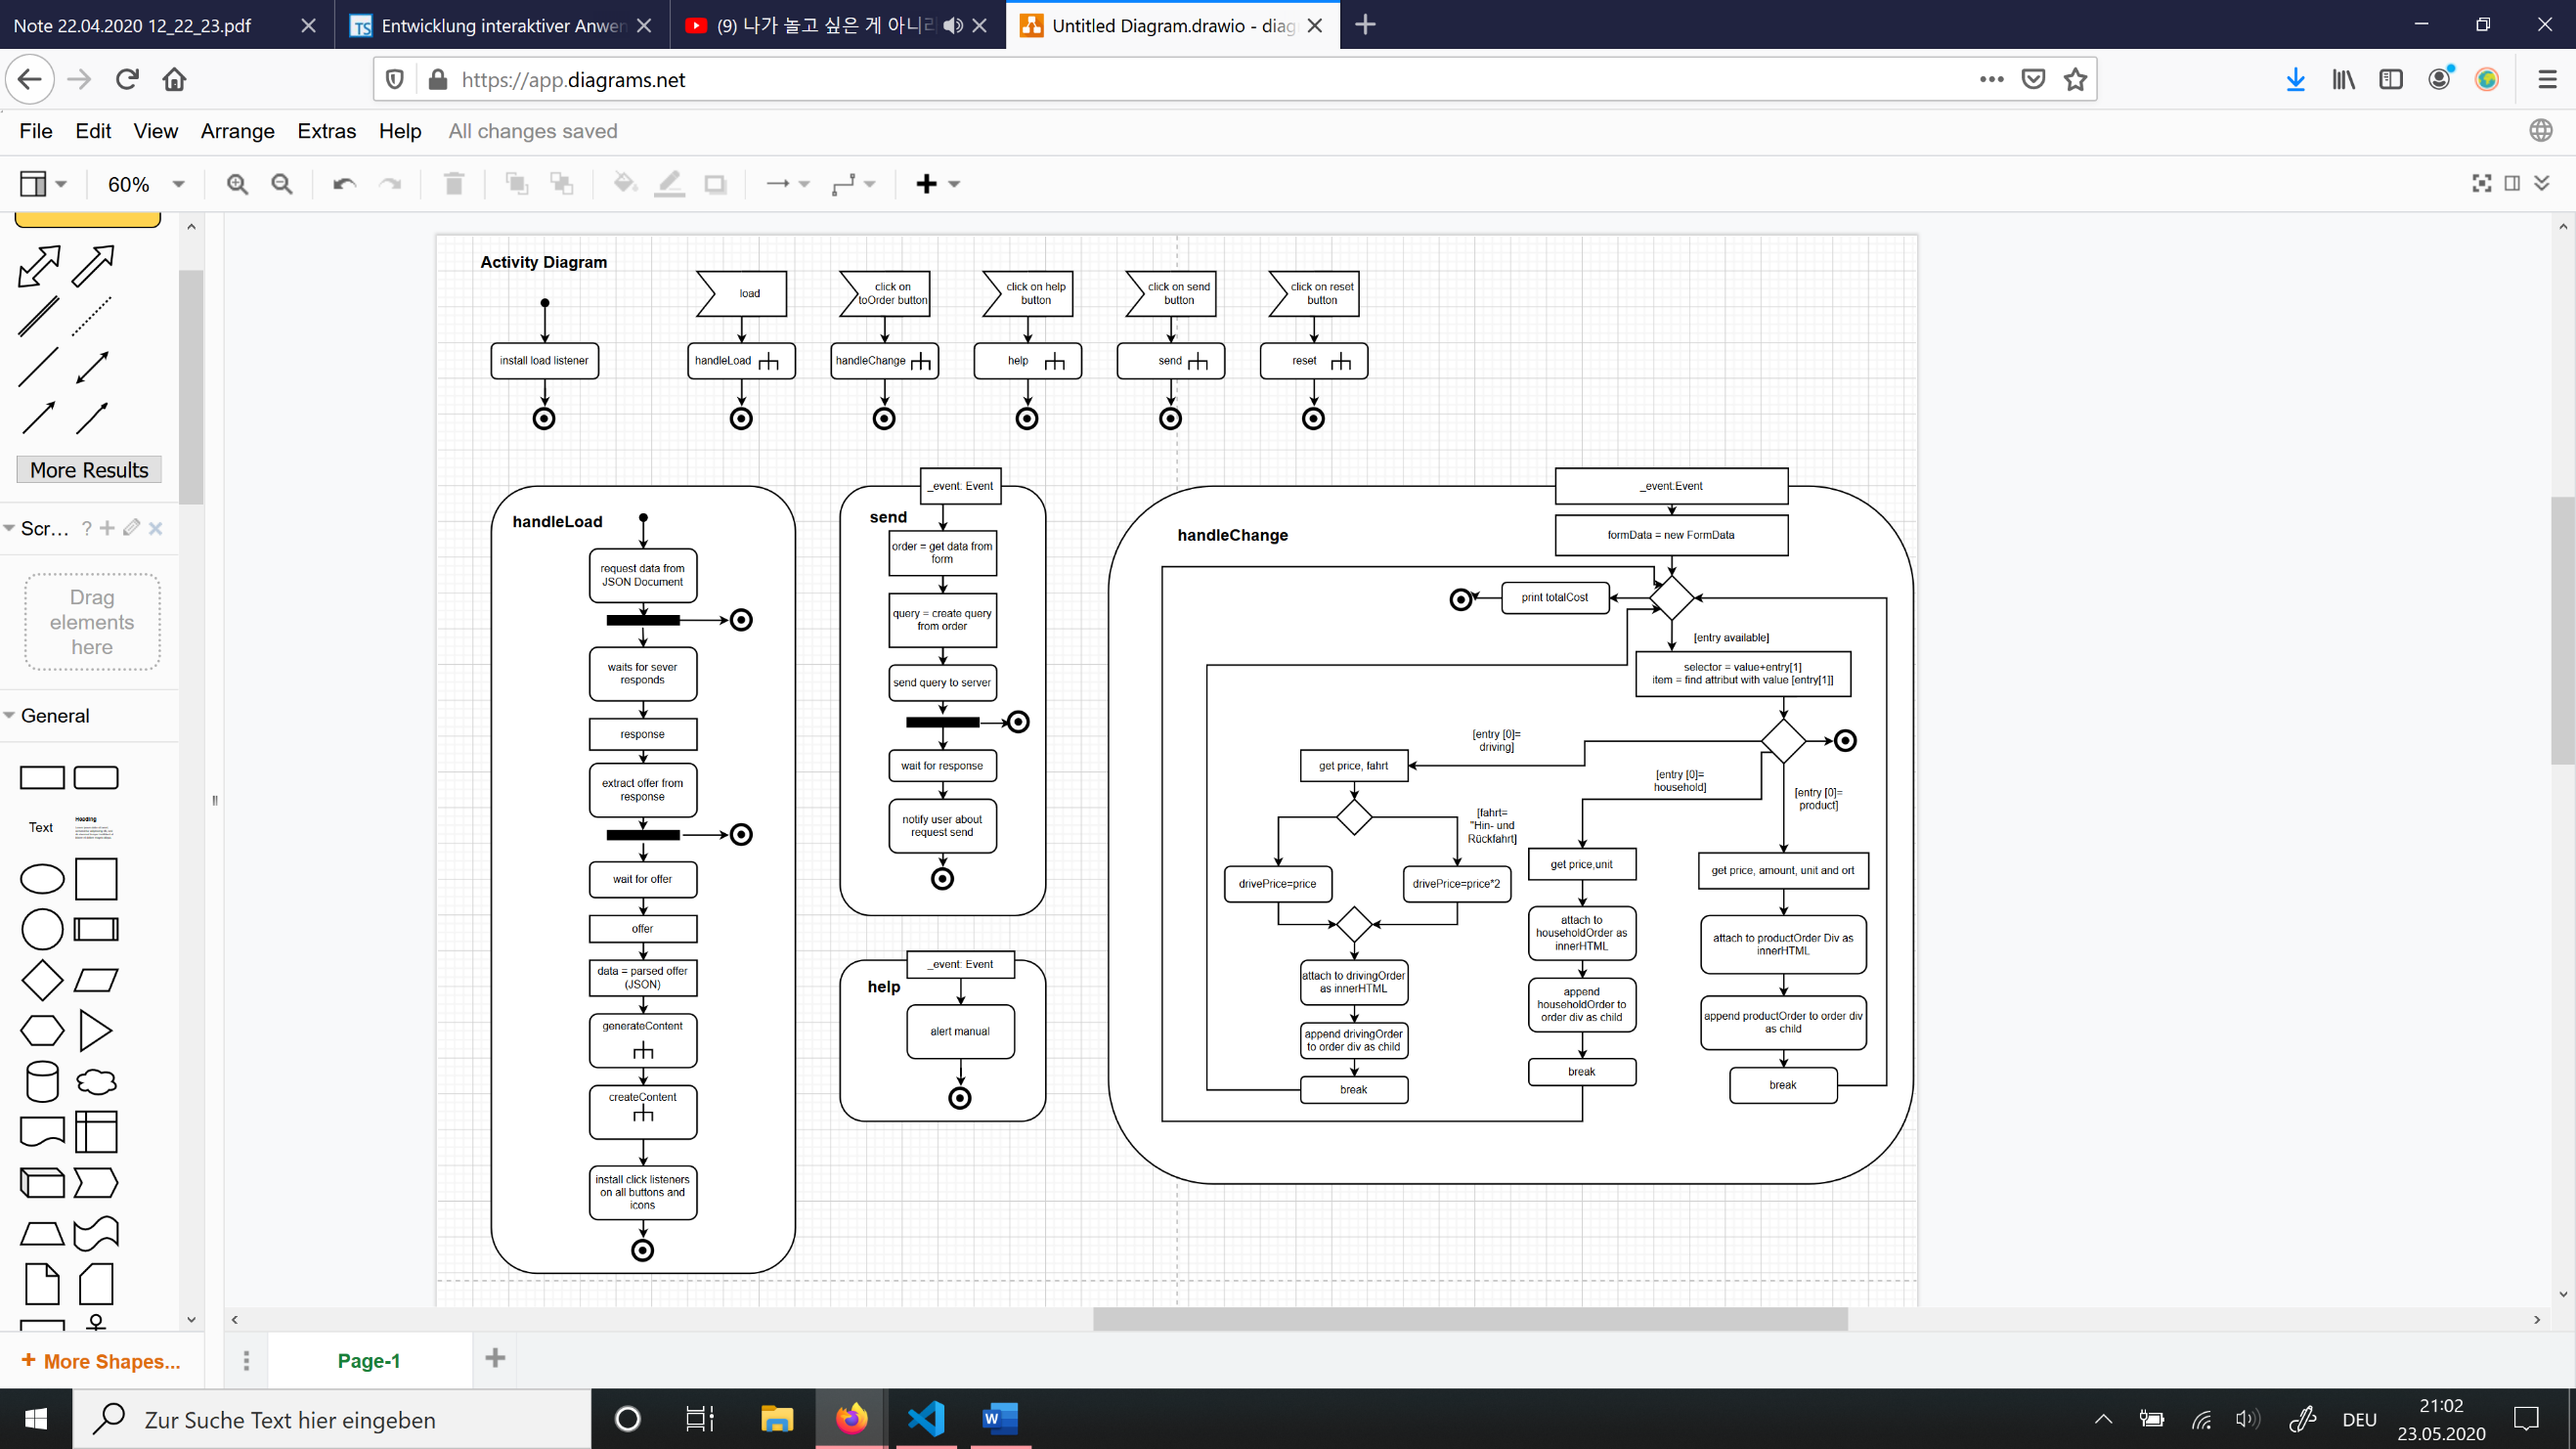 Note 22.04.2020 12_22_23.pdf
Entwicklung interaktiver Anwen
(9) 나가 놀고 싶은 게 아니라
Untitled Diagram.drawio - diag
https://app.diagrams.net
File Edit View Arrange Extras Help All changes saved
60%
More Results
Scr... ?
Drag
elements
here
General
Text
Heading
More Shapes...
Activity Diagram
install load listener
load
handleLoad
click on
toOrder button
handleChange
click on help
button
help
click on send
button
send
click on reset
button
reset
handleLoad
request data from
JSON Document
waits for sever
responds
response
extract offer from
response
wait for offer
offer
data = parsed offer
(JSON)
generateContent
createContent
install click listeners
on all buttons and
icons
_event: Event
send
order = get data from
form
query = create query
from order
send query to server
wait for response
notify user about
request send
_event: Event
help
alert manual
_event.Event
handleChange
formData = new FormData
print totalCost
[entry available]
selector = value+entry[1]
item = find attribut with value [entry[1]]
[entry [0]=
driving]
[entry [0]=
household]
[entry [0]=
product]
get price, fahrt
[fahrt=
"Hin- und
Rückfahrt]
drivePrice=price
drivePrice=price*2
attach to drivingOrder
as innerHTML
append drivingOrder
to order div as child
break
get price,unit
attach to
householdOrder as
innerHTML
append
householdOrder to
order div as child
break
get price, amount, unit and ort
attach to productOrder Div as
innerHTML
append productOrder to order div
as child
break
Page-1
Zur Suche Text hier eingeben
DEU
21:02
23.05.2020